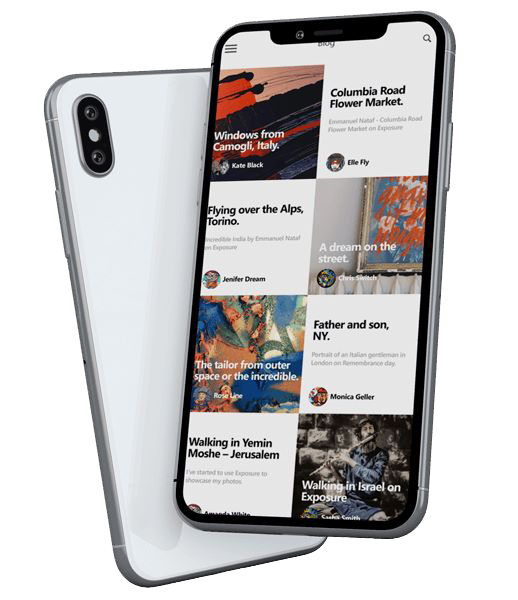 Blog
Windows from
Camogli, Italy.
Kate Black
Columbia Road
Flower Market.
Emmanuel Nataf - Columbia Road
Flower Market on Exposure
Elle Fly
Flying over the Alps,
Torino.
Incredible India by Emmanuel Nataf
on Exposure
Jenifer Dream
A dream on the
street.
Chris Switch
The tailor from outer
space or the incredible.
Rose Line
Father and son,
NY.
Portrait of an Italian gentleman in
London on Remembrance day.
Monica Geller
Walking in Yemin
Moshe – Jerusalem
I've started to use Exposure to
showcase my photos.
Amanda White
Walking in Israel on
Exposure
Sashi Smith